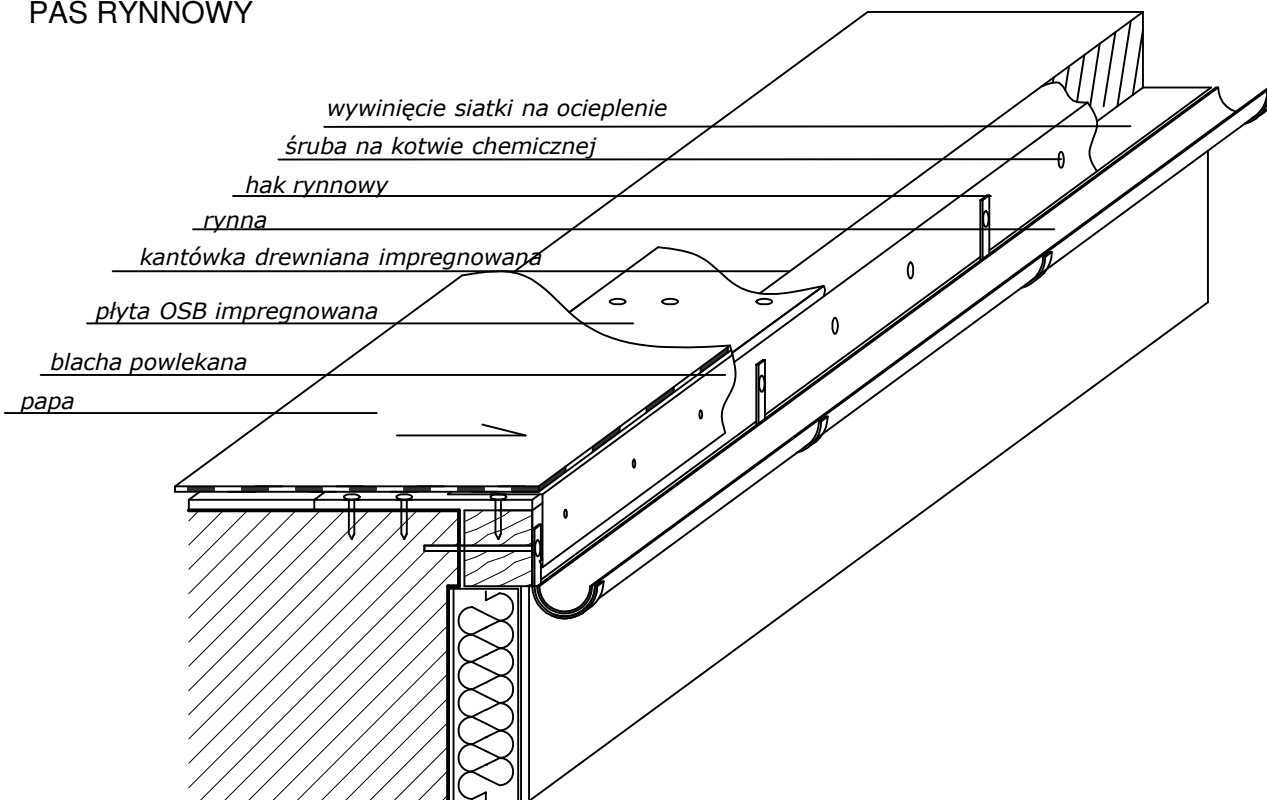 PAS RYNNOWY
wywinięcie siatki na ocieplenie
śruba na kotwie chemicznej
hak rynnowy
rynna
kantówka drewniana impregnowana
płyta OSB impregnowana
blacha powlekana
papa